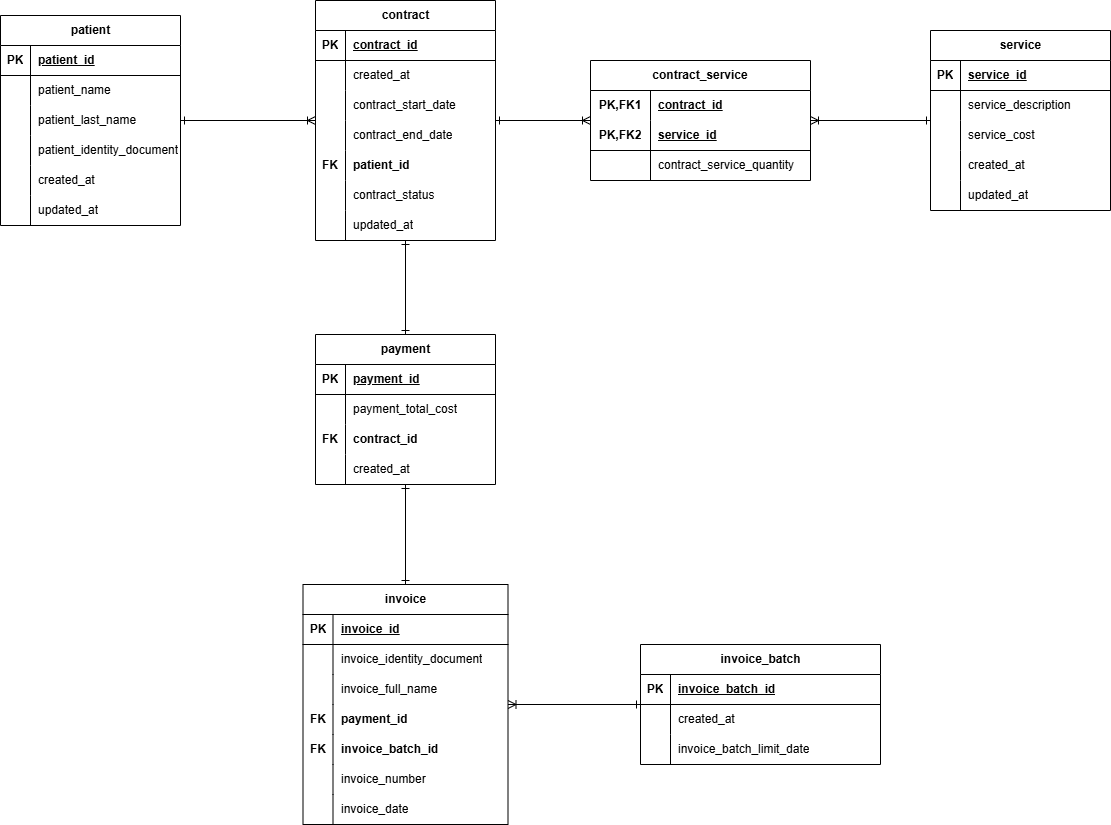 patient
PK patient_id
patient_name
patient_last_name
patient_identity_document
created_at
updated_at
contract
PK contract_id
created_at
contract_start_date
contract_end_date
FK patient_id
contract_status
updated_at
contract_service
PK,FK1 contract_id
PK,FK2 service_id
contract_service_quantity
service
PK service_id
service_description
service_cost
created_at
updated_at
payment
PK payment_id
payment_total_cost
FK contract_id
created_at
invoice
PK invoice_id
invoice_identity_document
invoice_full_name
FK payment_id
FK invoice_batch_id
invoice_number
invoice_date
invoice_batch
PK invoice_batch_id
created_at
invoice_batch_limit_date